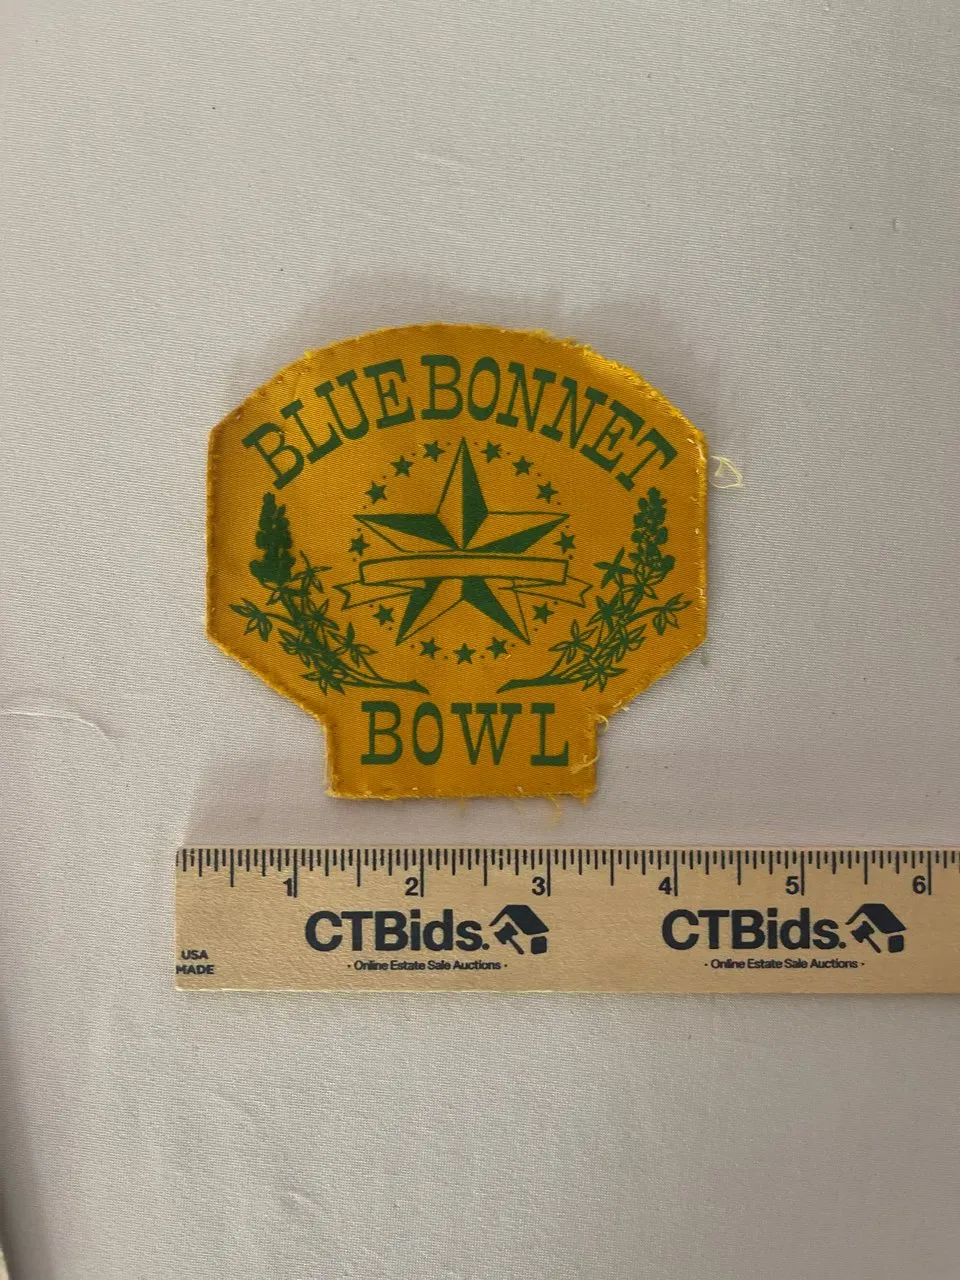 BLUE BONNET
BOWL
1 2 3 4 5 6
CTBids. CTBids.
· Online Estate Sale Auctions · · Online Estate Sale Auctions ·
USA
MADE